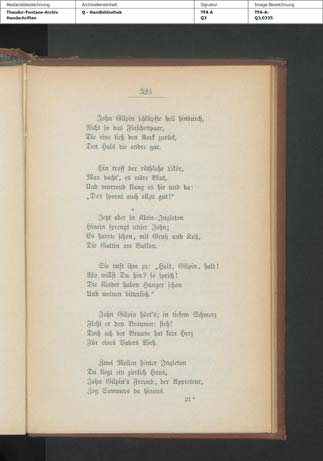 Bestandsbezeichnung Archivalieneinheit Signatur Image Bezeichnung
Theodor-Fontane-Archiv Q - Handbibliothek TFA A TFA-A-
Handschriften Q3 Q3,0335
323
John Gilpin schlüpfte heil hindurch,
Nicht so das Flaschenpaar,
Die eine ließ den Rock zurück,
Den Hals die andre gar.
Hin troff der röthliche Likör,
Man dacht', es wäre Blut,
Und murrend klang es hie und da:
„Der spornt auch allzu gut!“
Jetzt aber in Klein-Ingleton
Hinein sprengt unser John;
Es harrte schon, mit Gruß und Kuß,
Die Gattin am Balkon.
Sie ruft ihm zu: „Halt, Gilpin, halt!
Wo willst Du hin? so sprich!
Die Kinder haben Hunger schon
Und weinen bitterlich.“
John Gilpin hört's; in tiefem Schmerz
Fleht er den Braunen: steh!
Doch ach der Braune hat kein Herz
Für eines Vaters Weh.
Zwei Meilen hinter Ingleton
Da liegt ein zierlich Haus,
John Gilpin's Freund, der Appreteur,
Zog Sommers da hinaus.
21*